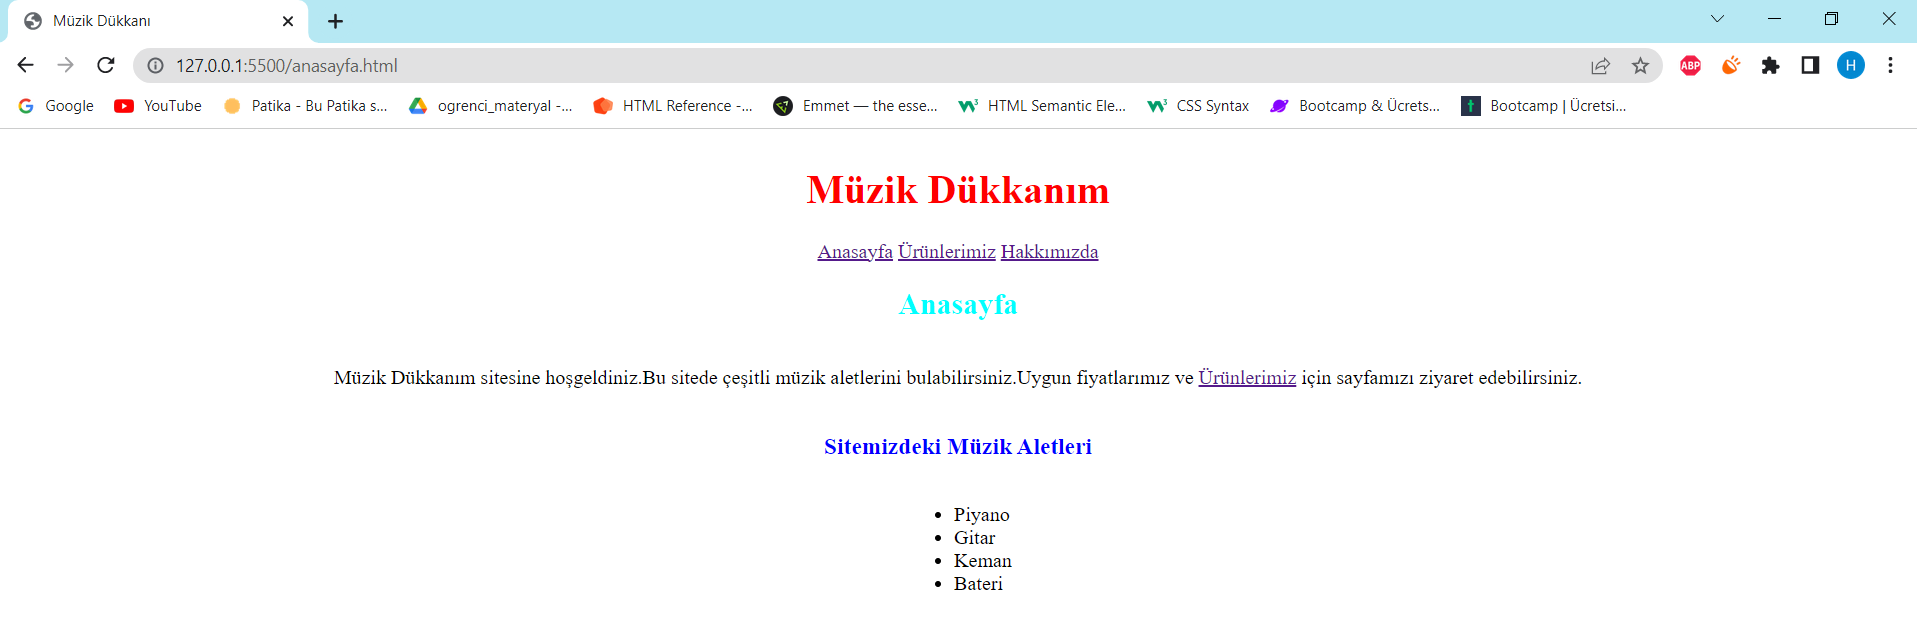 Müzik Dükkanı
127.0.0.1:5500/anasayfa.html
ABP
H
Google YouTube Patika - Bu Patika s... ogrenci_materyal -... HTML Reference -... Emmet — the esse... HTML Semantic Ele... CSS Syntax Bootcamp & Ücrets... Bootcamp | Ücretsi...
Müzik Dükkanım
Anasayfa Ürünlerimiz Hakkımızda
Anasayfa
Müzik Dükkanım sitesine hoşgeldiniz.Bu sitede çeşitli müzik aletlerini bulabilirsiniz.Uygun fiyatlarımız ve Ürünlerimiz için sayfamızı ziyaret edebilirsiniz.
Sitemizdeki Müzik Aletleri
• Piyano
• Gitar
• Keman
• Bateri